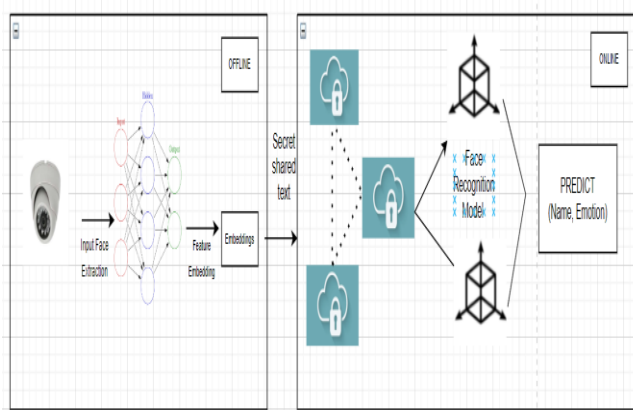 OFFLINE
Input
Hidden
Output
Input Face
Extraction
Feature
Embedding
Embeddings
Secret
shared
text
ONLINE
Face
Recognition
Model
PREDICT
(Name, Emotion)